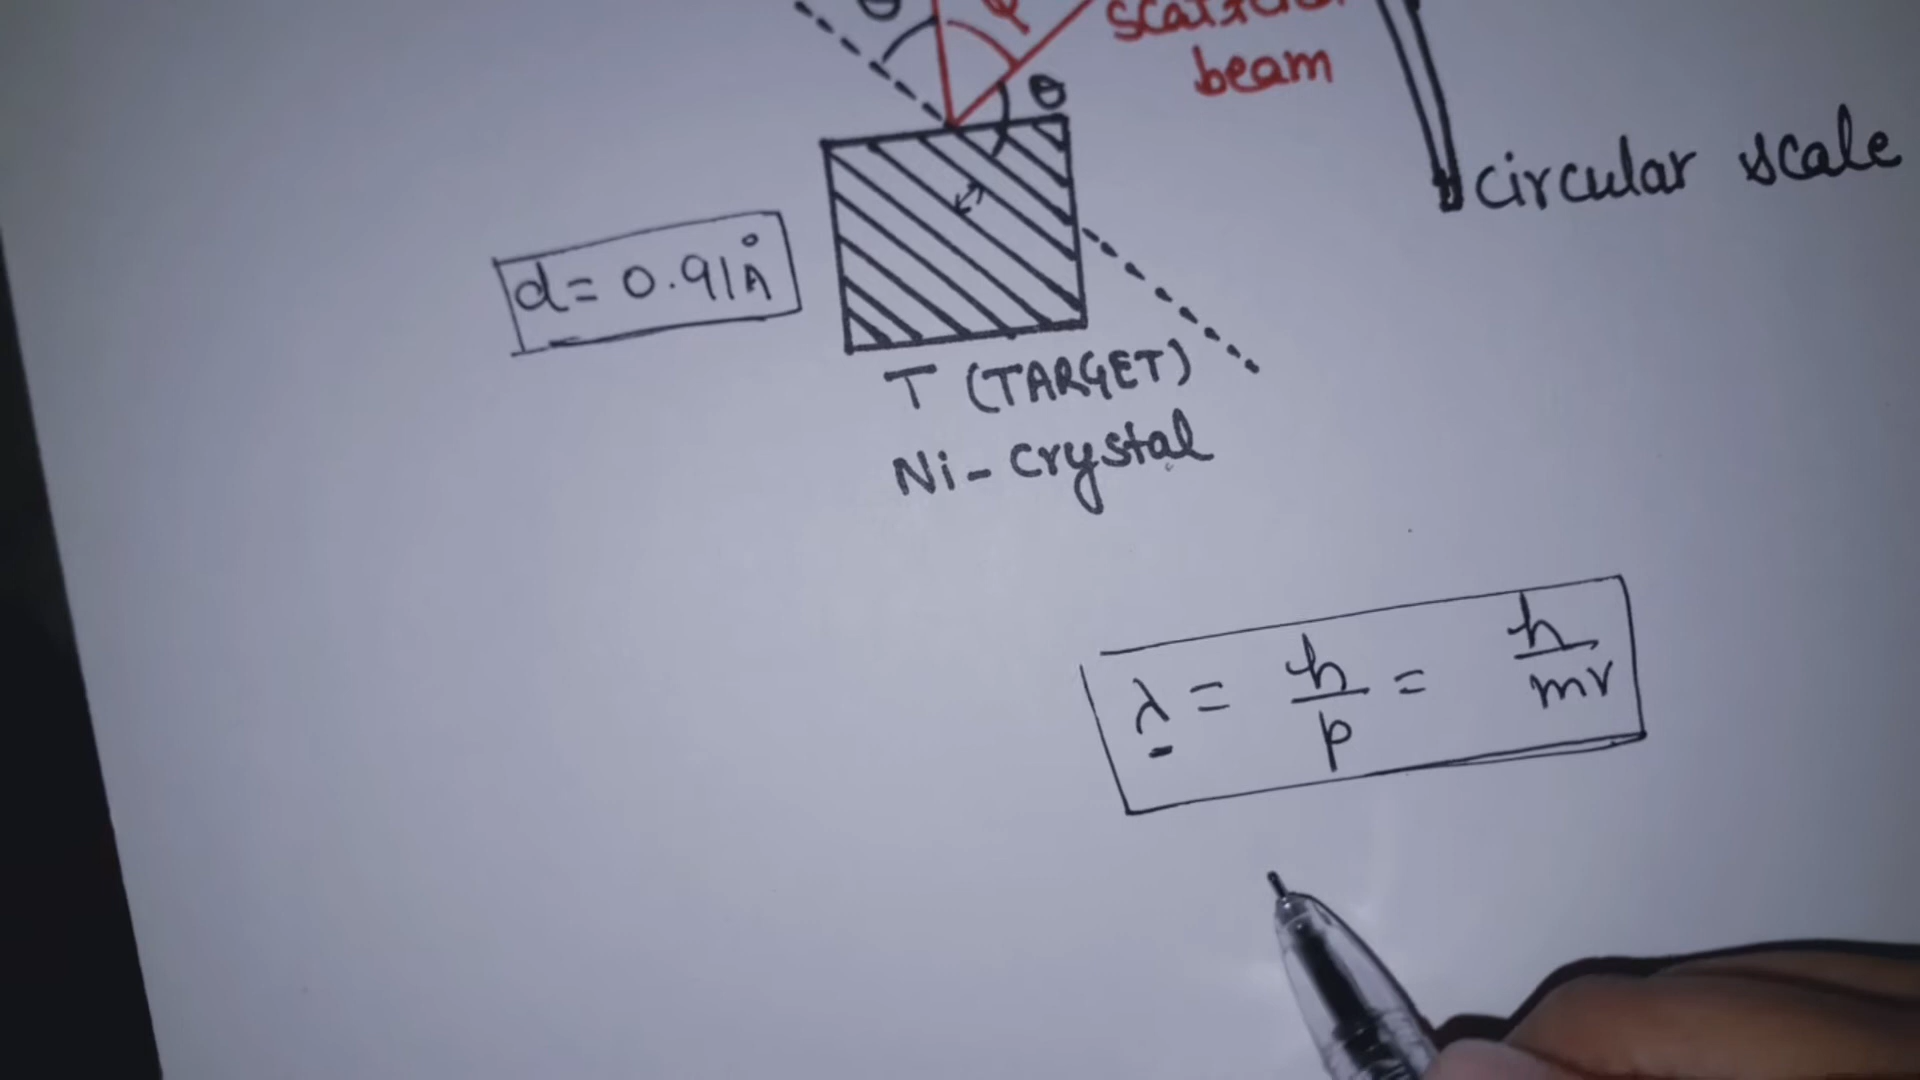 θ φ
beam
θ
circular scale
d = 0.91Å
T (TARGET)
Ni - crystal
λ = h/p = h/mv